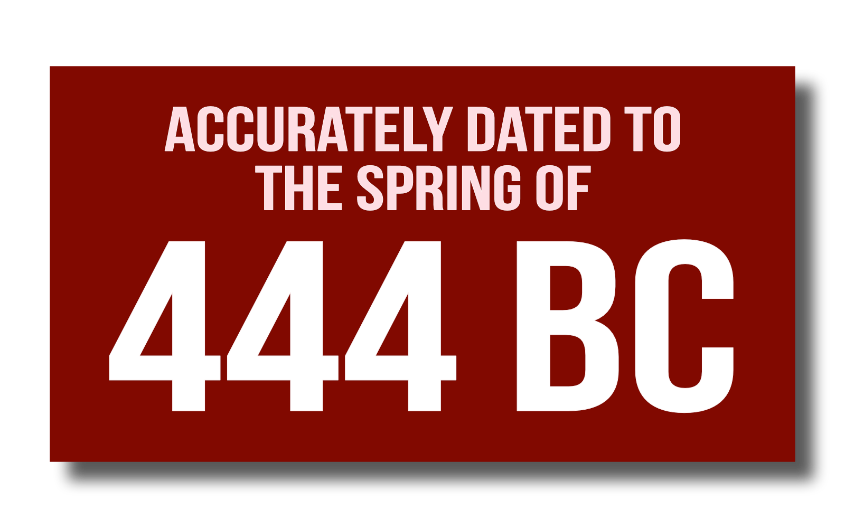 ACCURATELY DATED TO
THE SPRING OF
444 BC